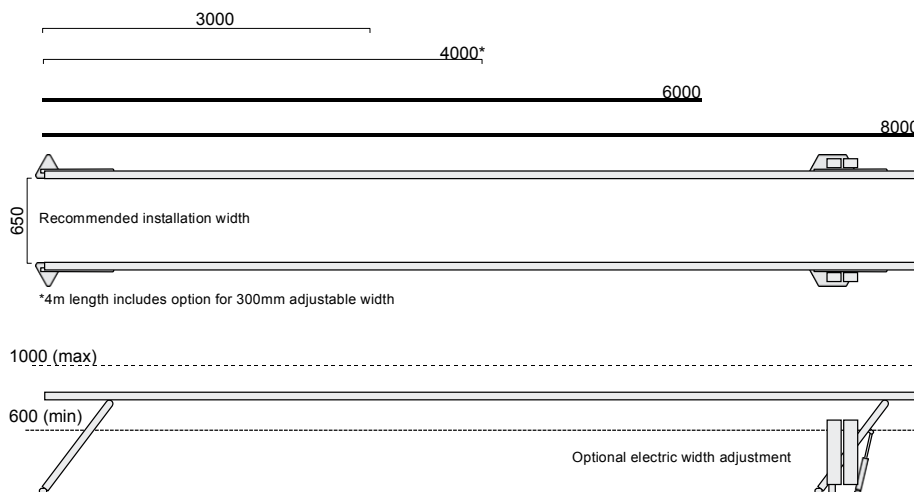 3000
4000*
6000
8000
650
Recommended installation width
*4m length includes option for 300mm adjustable width
1000 (max)
600 (min)
Optional electric width adjustment